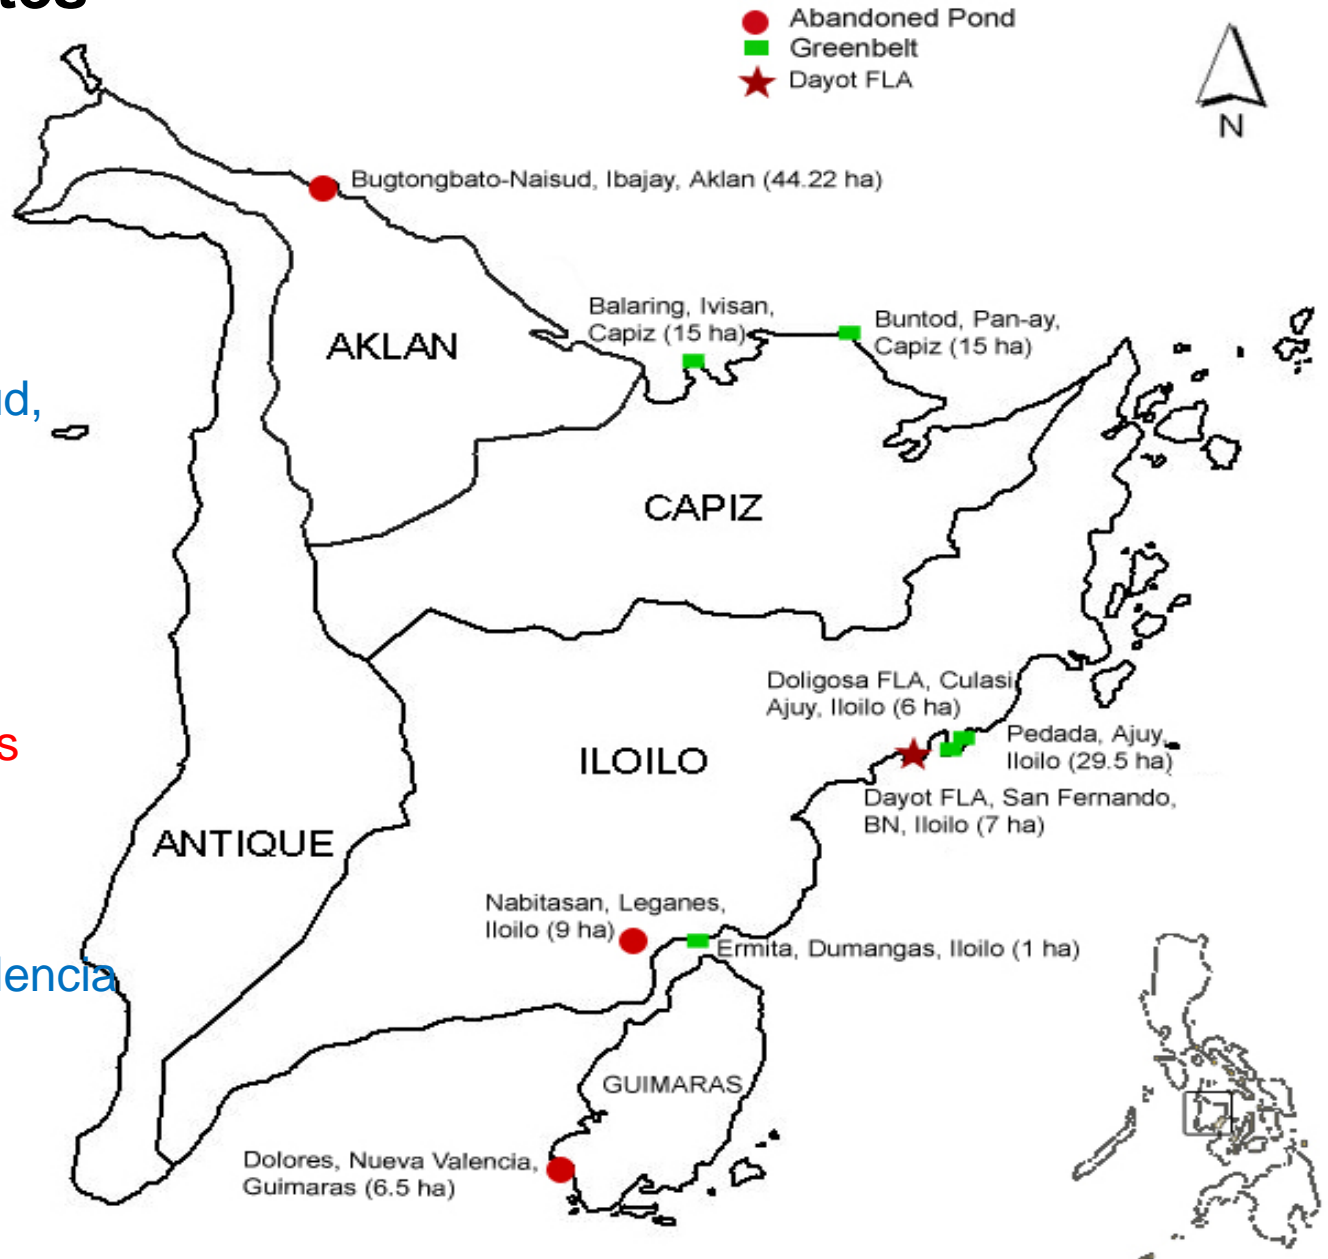 Abandoned Pond
Greenbelt
Dayot FLA
N
Bugtongbato-Naisud, Ibajay, Aklan (44.22 ha)
Balaring, Ivisan,
Capiz (15 ha)
Buntod, Pan-ay,
Capiz (15 ha)
AKLAN
CAPIZ
Doligosa FLA, Culasi
Ajuy, Iloilo (6 ha)
Pedada, Ajuy,
Iloilo (29.5 ha)
ILOILO
Dayot FLA, San Fernando,
BN, Iloilo (7 ha)
ANTIQUE
Nabitasan, Leganes,
Iloilo (9 ha)
Ermita, Dumangas, Iloilo (1 ha)
GUIMARAS
Dolores, Nueva Valencia,
Guimaras (6.5 ha)